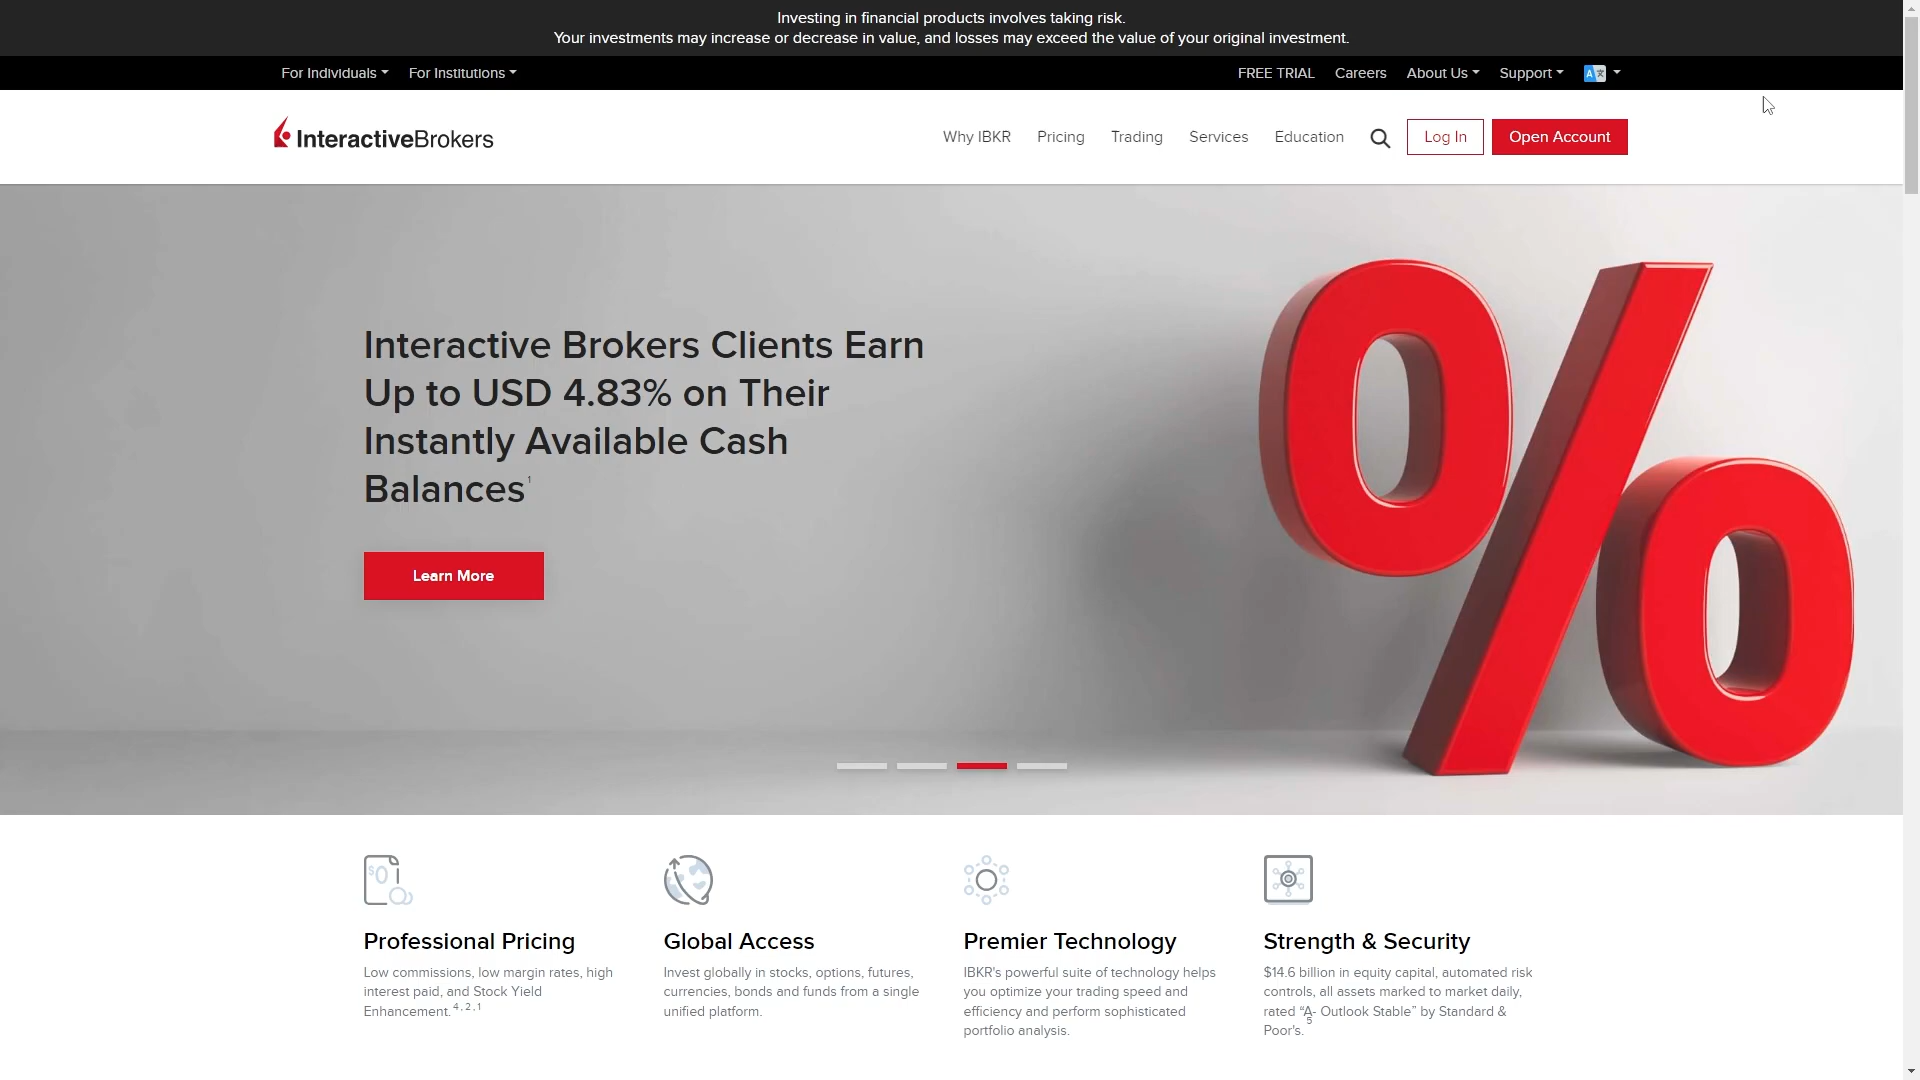 Investing in financial products involves taking risk.
Your investments may increase or decrease in value, and losses may exceed the value of your original investment.
For Individuals For Institutions FREE TRIAL Careers About Us Support
InteractiveBrokers Why IBKR Pricing Trading Services Education Log In Open Account
Interactive Brokers Clients Earn
Up to USD 4.83% on Their
Instantly Available Cash
Balances1
Learn More
%
Professional Pricing
Low commissions, low margin rates, high
interest paid, and Stock Yield
Enhancement. 4,2,1
Global Access
Invest globally in stocks, options, futures,
currencies, bonds and funds from a single
unified platform.
Premier Technology
IBKR's powerful suite of technology helps
you optimize your trading speed and
efficiency and perform sophisticated
portfolio analysis.
Strength & Security
$14.6 billion in equity capital, automated risk
controls, all assets marked to market daily,
rated “A- Outlook Stable” by Standard &
Poor's. 5